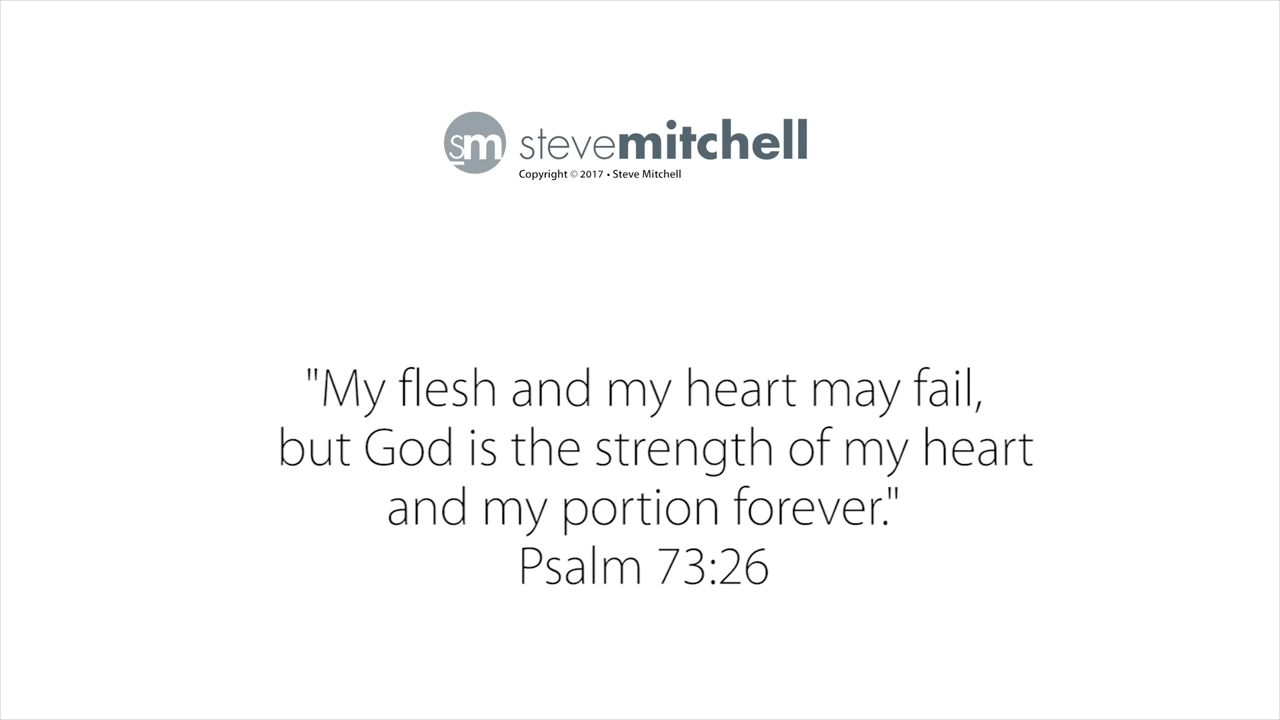 sm stevemitchell
Copyright © 2017 • Steve Mitchell
"My flesh and my heart may fail,
but God is the strength of my heart
and my portion forever."
Psalm 73:26